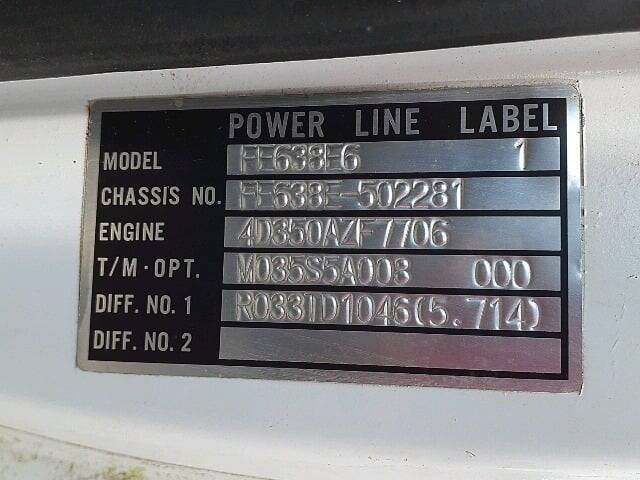 POWER LINE LABEL
MODEL FE638E6 1
CHASSIS NO. FE638E-502281
ENGINE 4D350AZF7706
T/M·OPT. M035S5A008 000
DIFF. NO. 1 R033TD1046(5.714)
DIFF. NO. 2